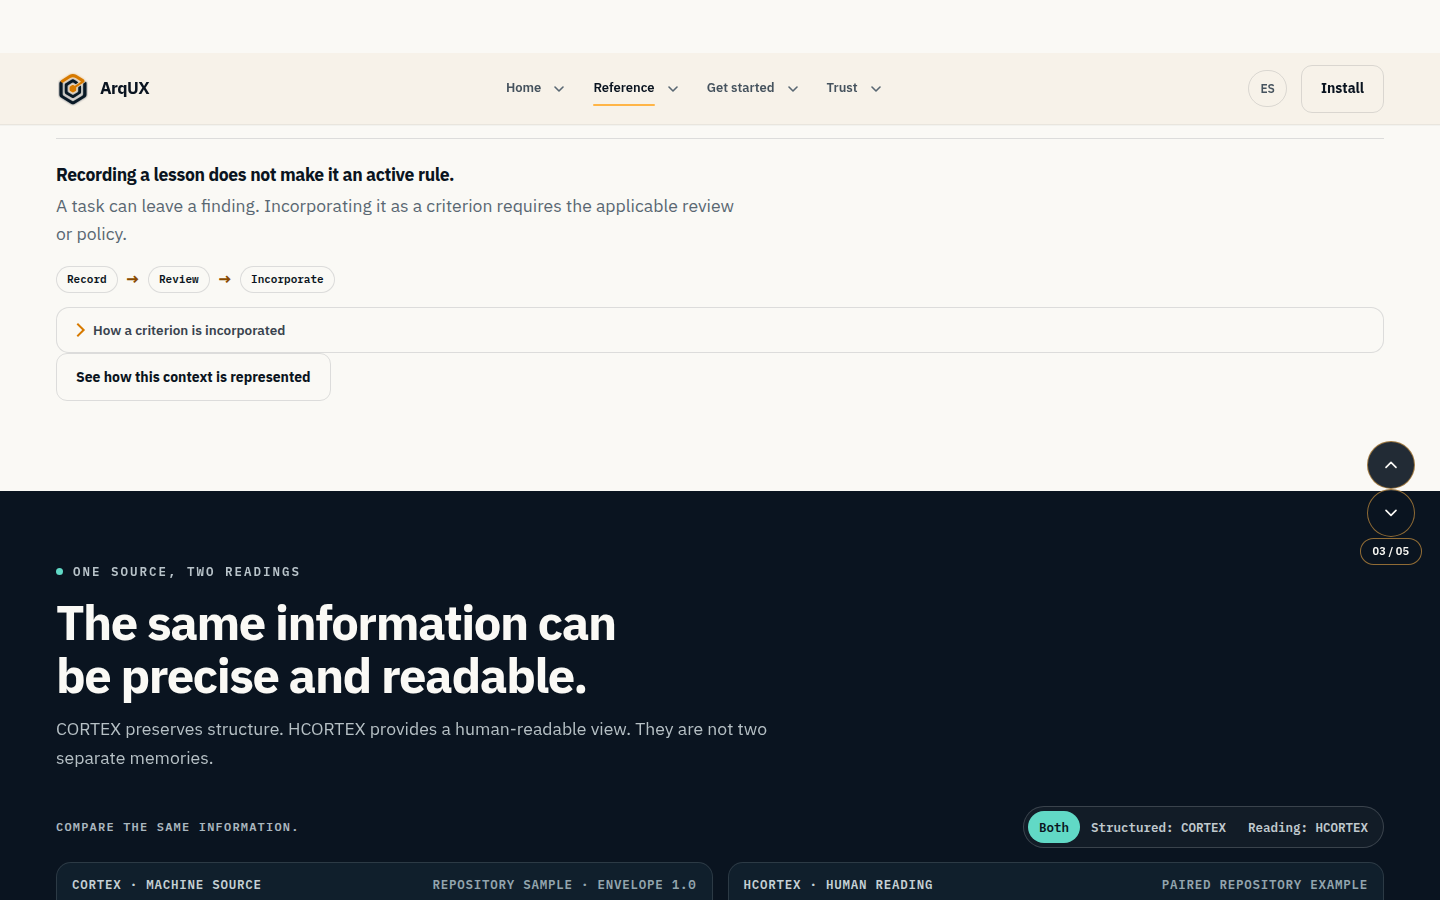 ArqUX
Home
Reference
Get started
Trust
ES
Install
Recording a lesson does not make it an active rule.
A task can leave a finding. Incorporating it as a criterion requires the applicable review
or policy.
Record → Review → Incorporate
How a criterion is incorporated
See how this context is represented
03 / 05
ONE SOURCE, TWO READINGS
The same information can
be precise and readable.
CORTEX preserves structure. HCORTEX provides a human-readable view. They are not two
separate memories.
COMPARE THE SAME INFORMATION.
Both
Structured: CORTEX
Reading: HCORTEX
CORTEX · MACHINE SOURCE
REPOSITORY SAMPLE · ENVELOPE 1.0
HCORTEX · HUMAN READING
PAIRED REPOSITORY EXAMPLE